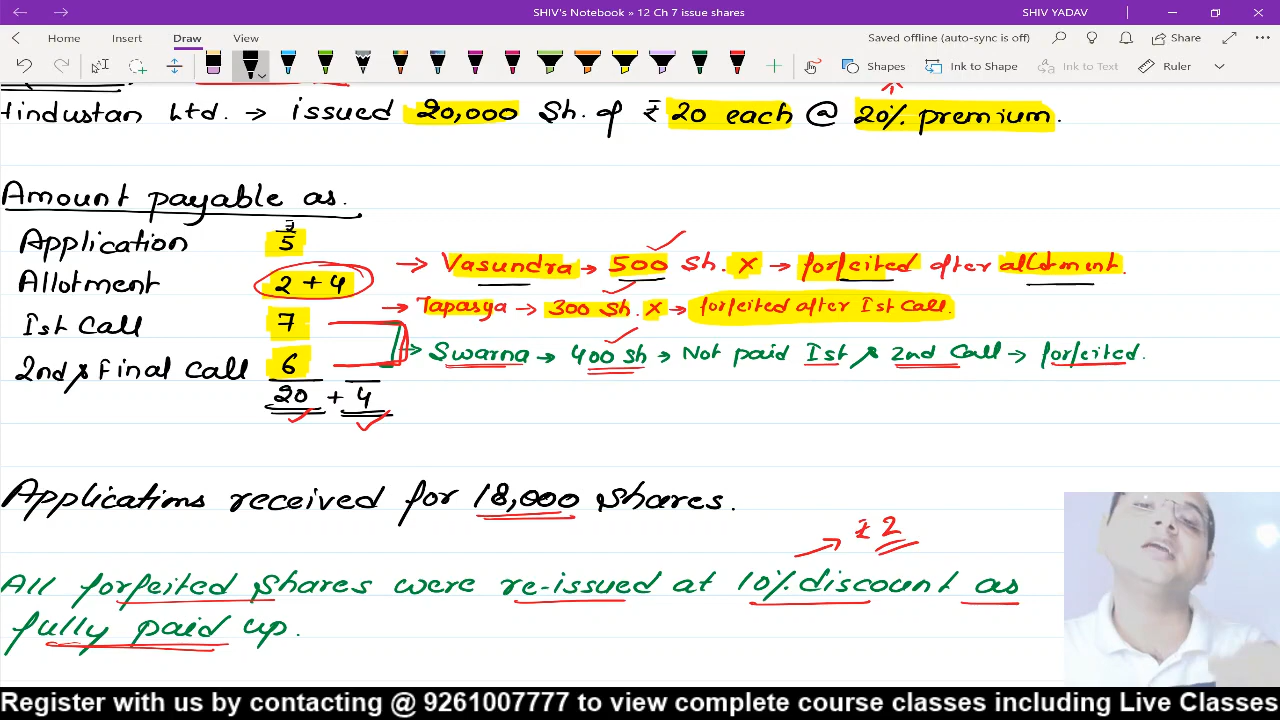 SHIV's Notebook » 12 Ch 7 issue shares
SHIV YADAV
Home Insert Draw View
Saved offline (auto-sync is off)
Share
Shapes
Ink to Shape
Ink to Text
Ruler
Hindustan Ltd. → issued 20,000 Sh. of ₹ 20 each @ 20% premium.
Amount payable as.
₹
Application 5
Allotment 2 + 4
Ist Call 7
2nd & Final Call 6
20 + 4
→ Vasundra → 500 Sh. X → forfeited after allotment.
→ Tapasya → 300 Sh. X → forfeited after Ist Call.
→ Swarna → 400 Sh → Not paid Ist & 2nd Call → forfeited.
Applications received for 18,000 Shares.
→ ₹ 2
All forfeited Shares were re-issued at 10% discount as
fully paid up.
Register with us by contacting @ 9261007777 to view complete course classes including Live Classes